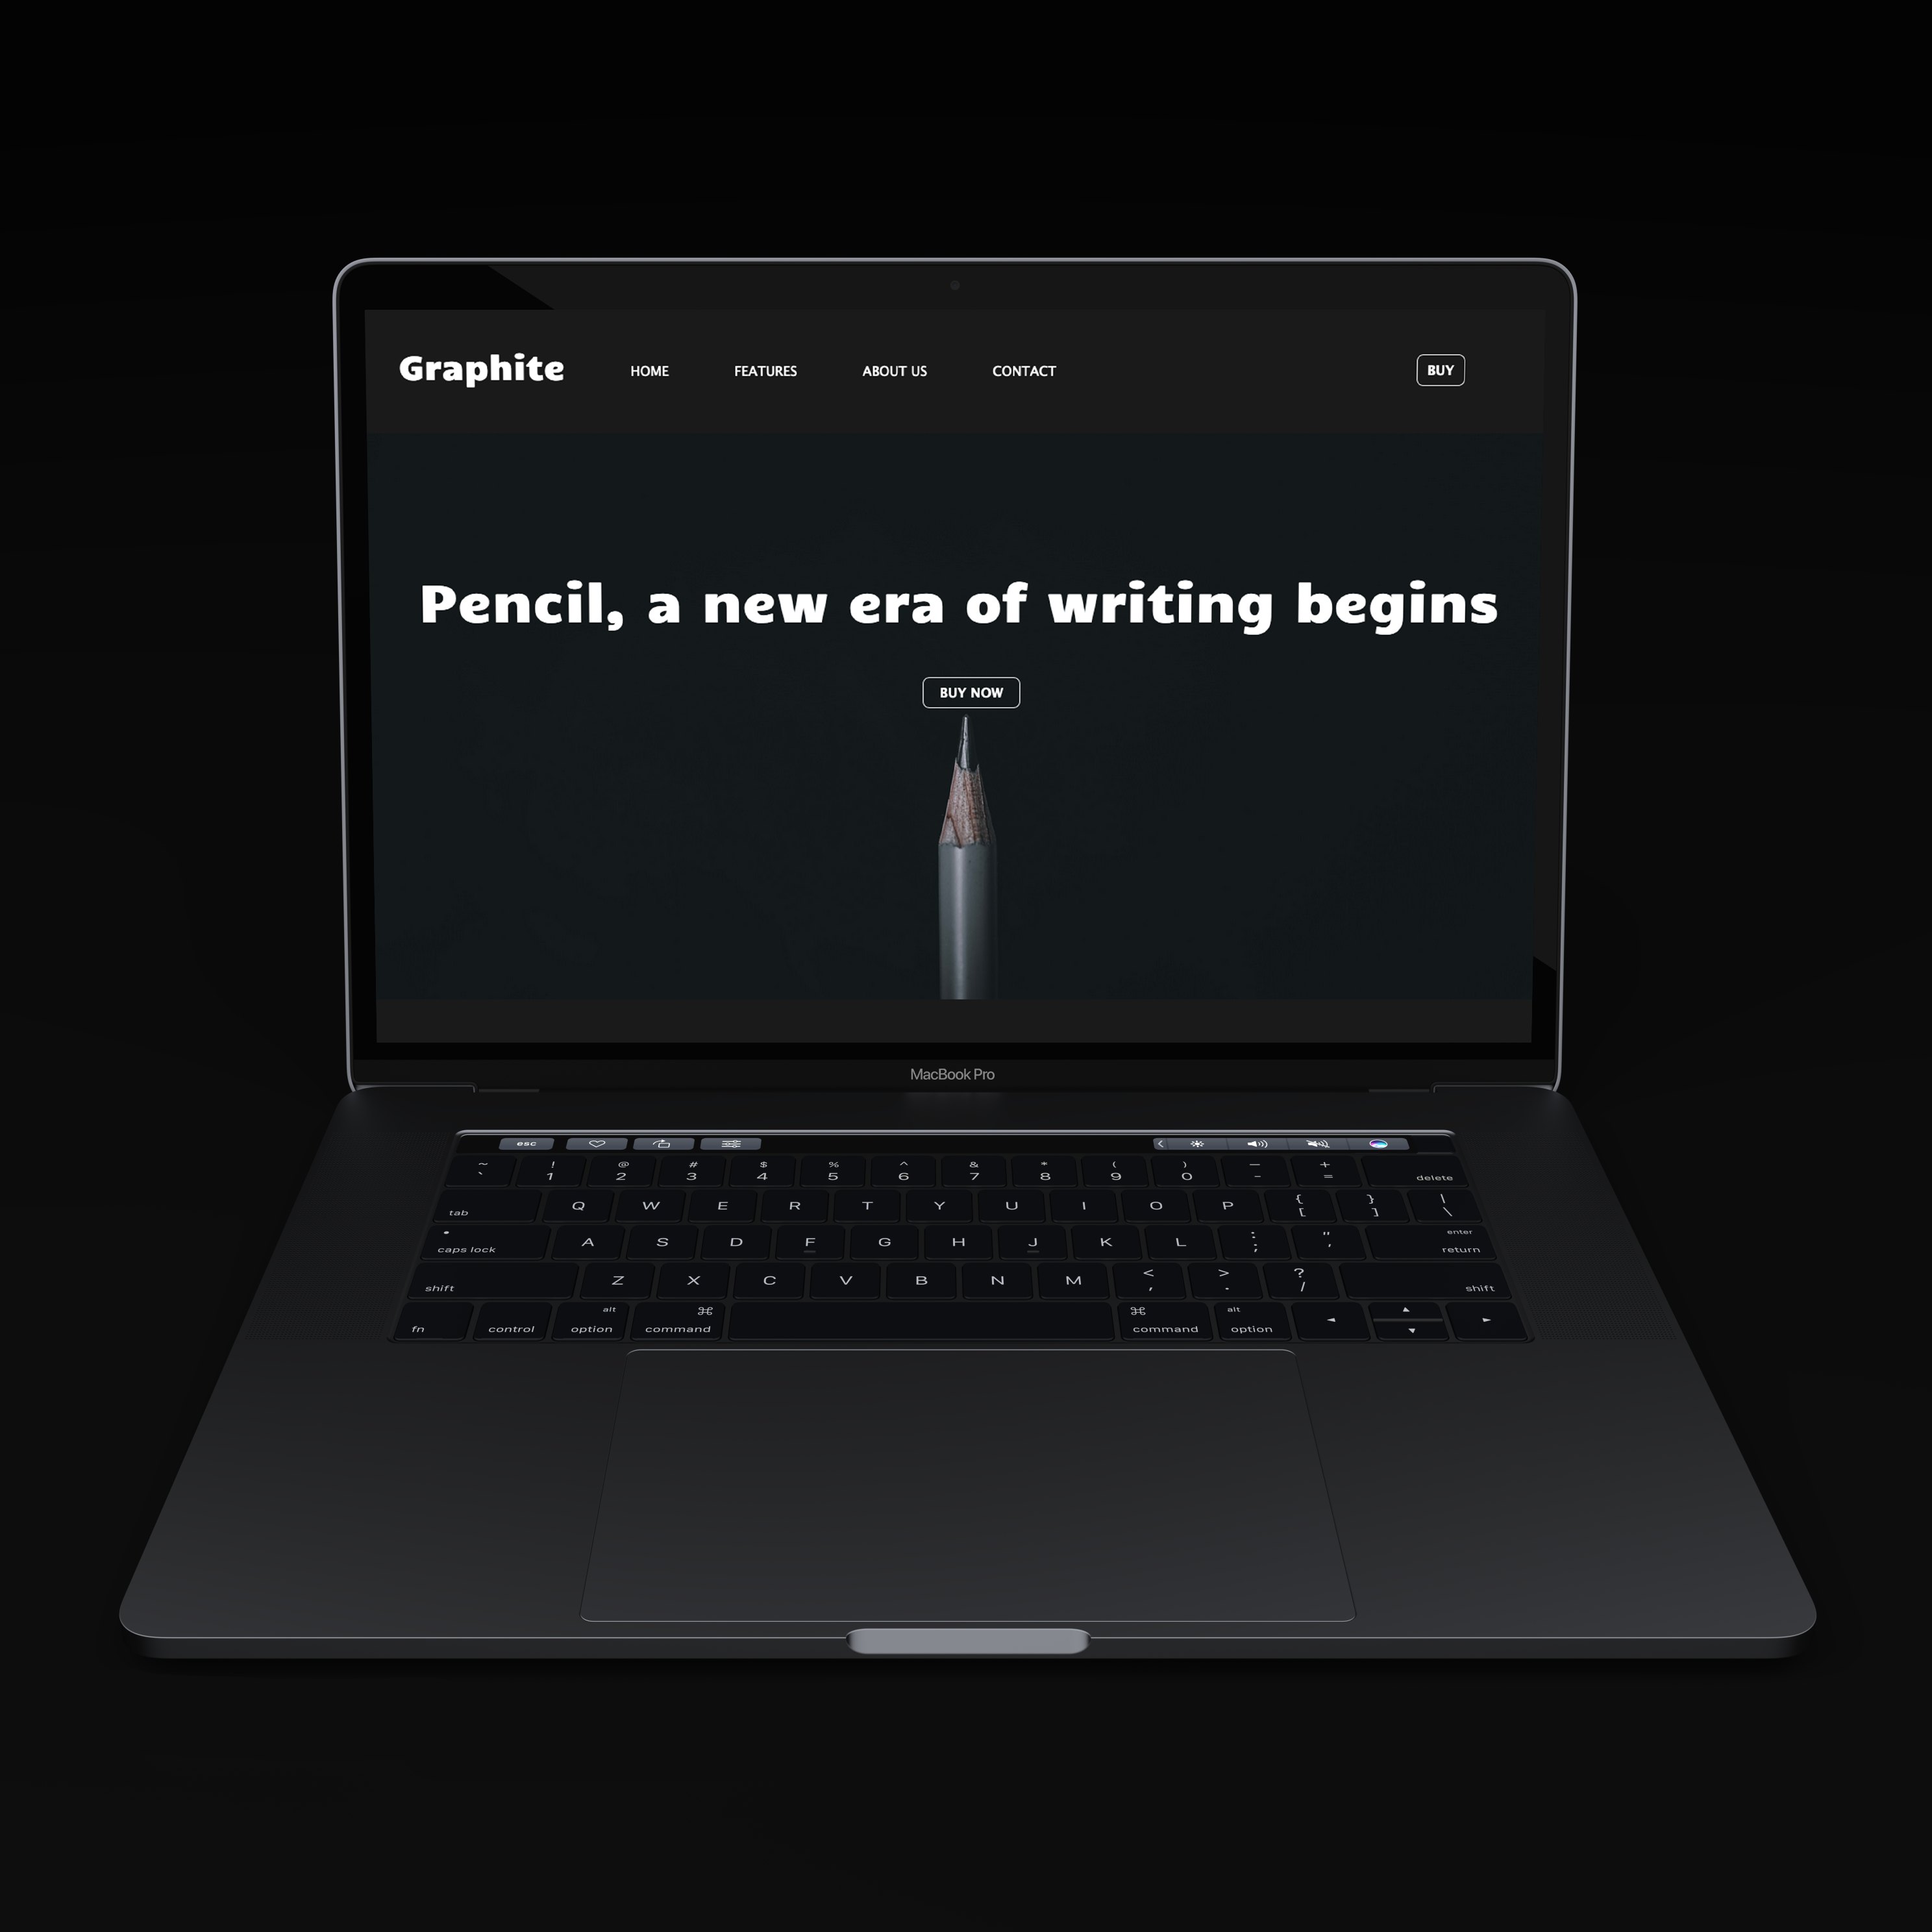 Graphite HOME FEATURES ABOUT US CONTACT BUY
Pencil, a new era of writing begins
BUY NOW
MacBook Pro
esc
~ ! @ # $ % ^ & * ( ) — +
` 1 2 3 4 5 6 7 8 9 0 - = delete
tab Q W E R T Y U I O P { [ } ] | \
caps lock A S D F G H J K L : ; " ' enter return
shift Z X C V B N M < , > . ? / shift
fn control alt option ⌘ command ⌘ command alt option